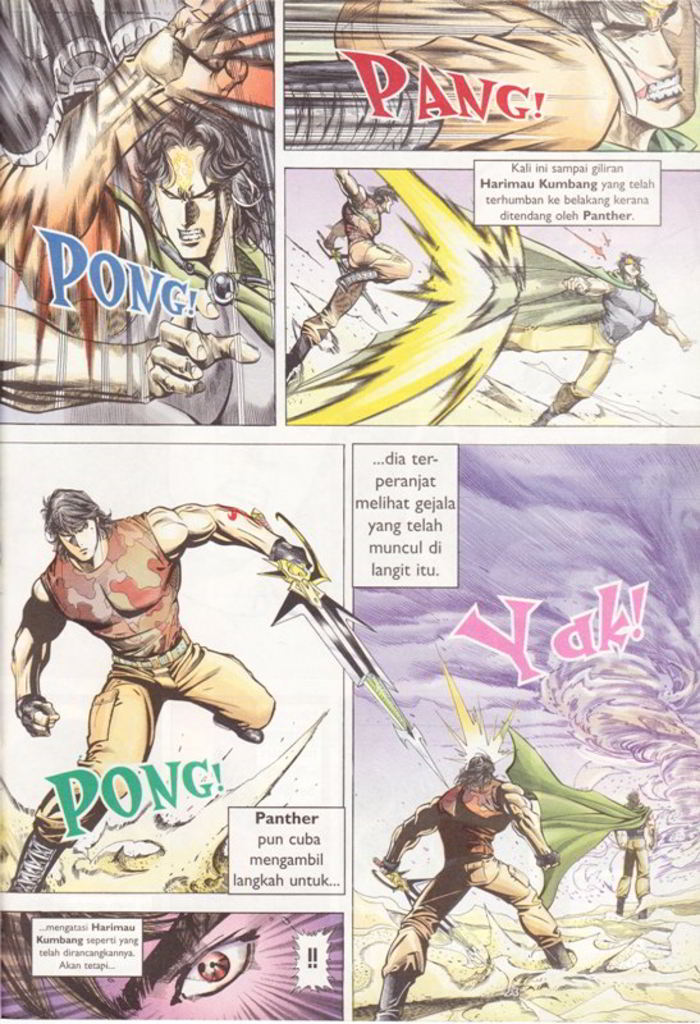 PONG!
PANG!
Kali ini sampai giliran
Harimau Kumbang yang telah
terhumban ke belakang kerana
ditendang oleh Panther.
PONG!
Panther
pun cuba
mengambil
langkah untuk...
...mengatasi Harimau
Kumbang seperti yang
telah dirancangkannya.
Akan tetapi...
!!
...dia ter-
peranjat
melihat gejala
yang telah
muncul di
langit itu.
Yak!